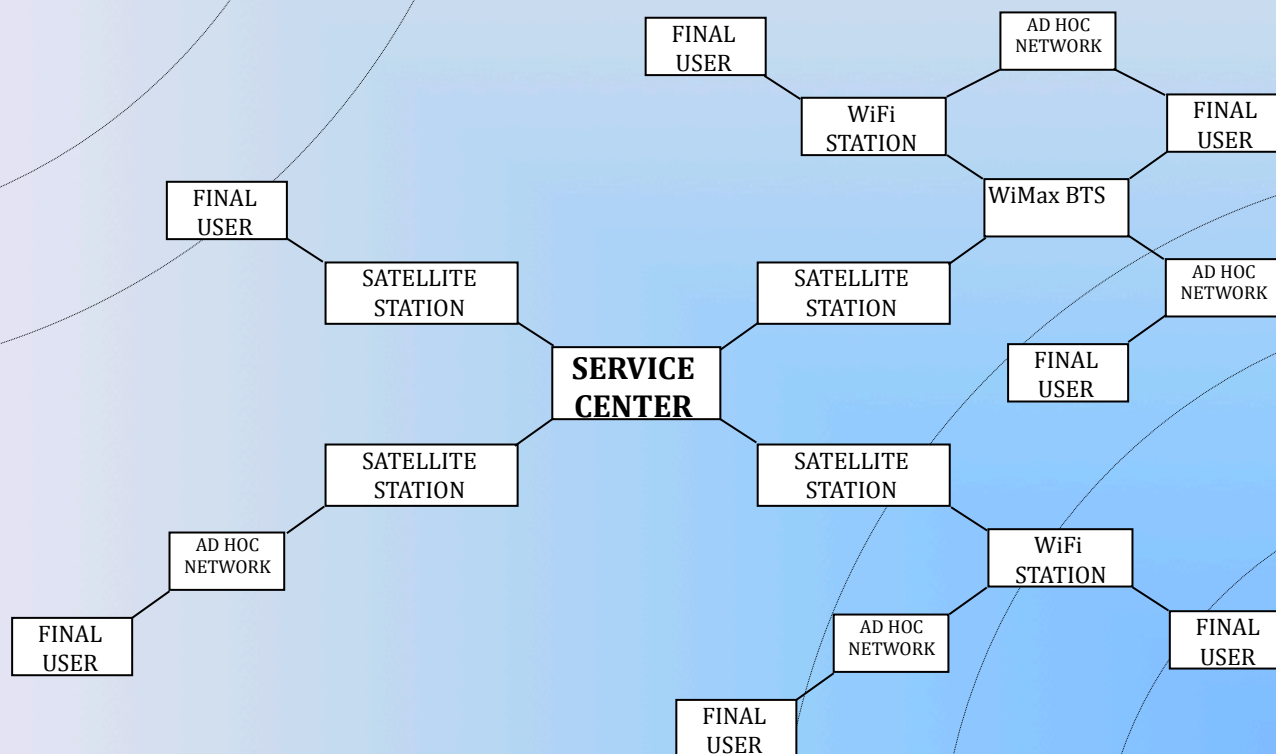 FINAL
USER
AD HOC
NETWORK
WiFi
STATION
FINAL
USER
FINAL
USER
WiMax BTS
SATELLITE
STATION
SATELLITE
STATION
AD HOC
NETWORK
SERVICE
CENTER
FINAL
USER
SATELLITE
STATION
SATELLITE
STATION
AD HOC
NETWORK
WiFi
STATION
FINAL
USER
AD HOC
NETWORK
FINAL
USER
FINAL
USER